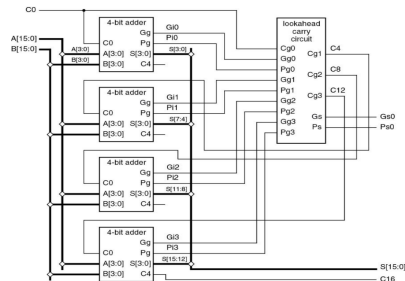 C0
A[15:0]
B[15:0]
4-bit adder
C0
Gg
Pg
A[3:0]
A[3:0]
S[3:0]
S[3:0]
B[3:0]
B[3:0]
C4
Gi0
Pi0
lookahead
carry
circuit
Cg0
Gg0
Pg0
Gg1
Pg1
Gg2
Pg2
Gg3
Pg3
Cg1
Cg2
Cg3
Gs
Ps
C4
C8
C12
Gs0
Ps0
4-bit adder
Gg
C0
Pg
A[3:0]
S[3:0]
S[7:4]
B[3:0]
C4
Gi1
Pi1
4-bit adder
Gg
C0
Pg
A[3:0]
S[3:0]
S[11:8]
B[3:0]
C4
Gi2
Pi2
4-bit adder
Gg
C0
Pg
A[3:0]
S[3:0]
S[15:12]
B[3:0]
C4
Gi3
Pi3
S[15:0]
C16